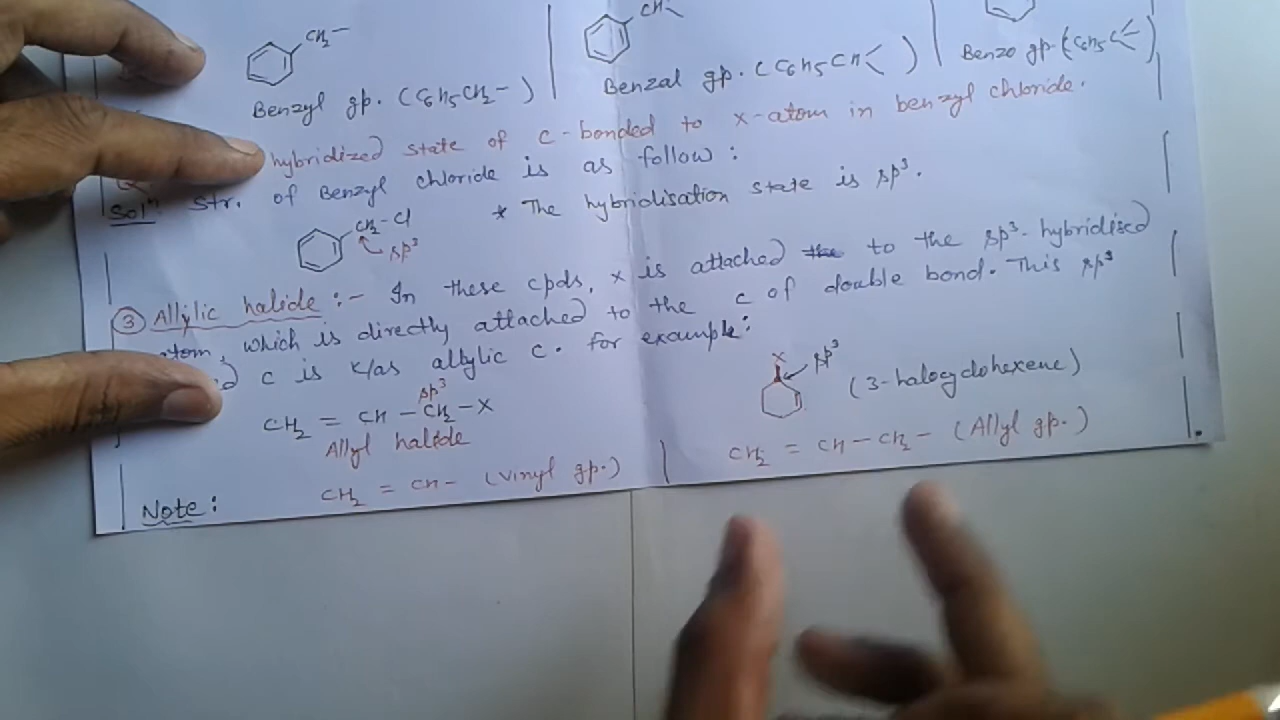 CH2 —
CH
Benzyl gp. (C6H5CH2-)
Benzal gp. (C6H5CH< )
Benzo gp. (C6H5C
hybridized state of c-bonded to x-atom in benzyl chloride.
Soln: Str. of Benzyl chloride is as follow:
CH2-Cl
sp3
* The hybridisation state is sp3.
③ Allylic halide :- In these cpds, x is attached to the sp3-hybridised
atom, which is directly attached to the c of double bond. This sp3
c is k/as allylic c. for example:
sp3
CH2 = CH - CH2 - X
Allyl halide
X
sp3
(3-halocyclohexene)
Note: CH2 = CH- (Vinyl gp.)
CH2 = CH-CH2- (Allyl gp.)